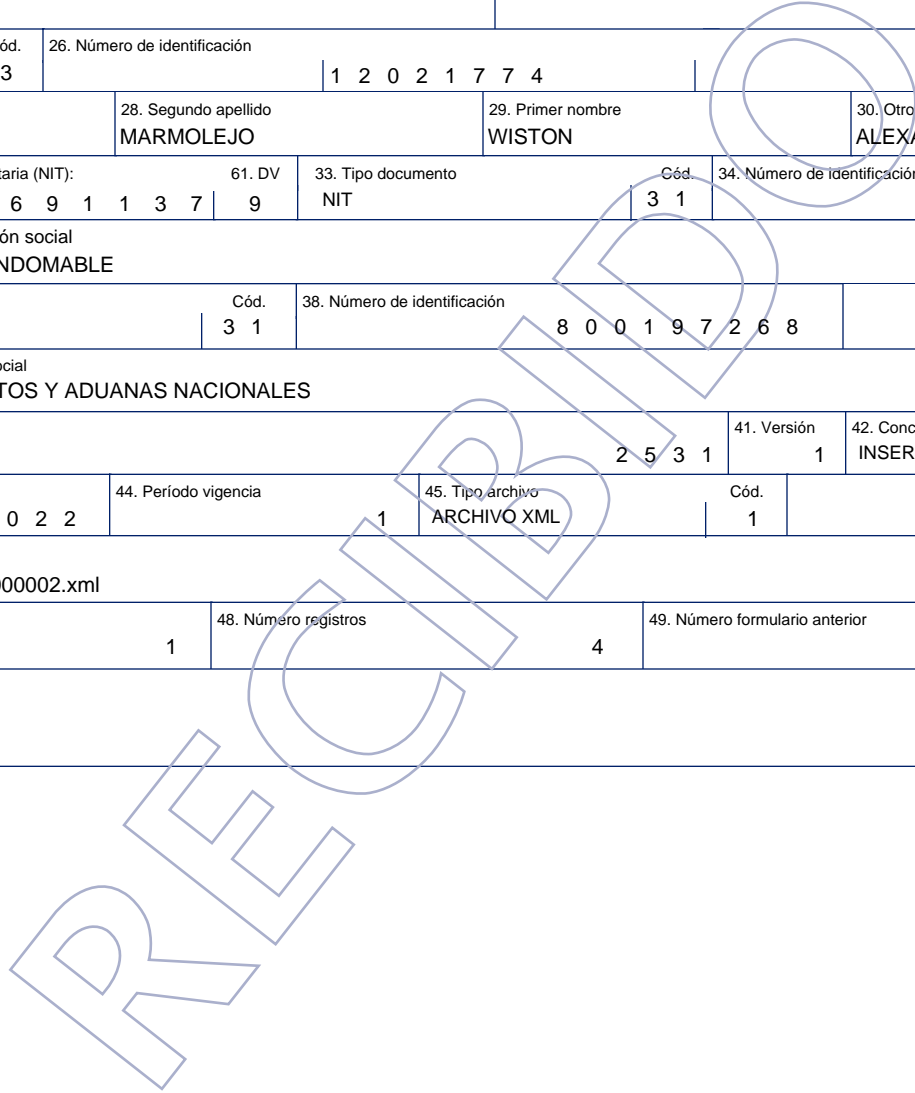 ód. 26. Número de identificación
3 1 2 0 2 1 7 7 4
28. Segundo apellido 29. Primer nombre 30. Otro
MARMOLEJO WISTON ALEXA
taria (NIT): 61. DV 33. Tipo documento Cód. 34. Número de identificación
6 9 1 1 3 7 9 NIT 3 1
ón social
NDOMABLE
Cód. 38. Número de identificación
3 1 8 0 0 1 9 7 2 6 8
ocial
TOS Y ADUANAS NACIONALES
41. Versión 42. Conc
2 5 3 1 1 INSER
44. Período vigencia 45. Tipo archivo Cód.
0 2 2 1 ARCHIVO XML 1
000002.xml
48. Número registros 49. Número formulario anterior
1 4
RECIBIDO